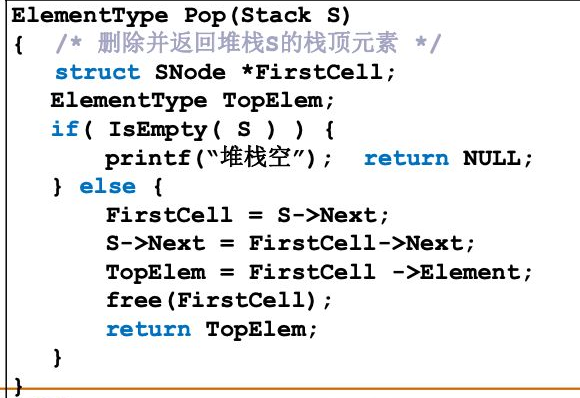 ElementType Pop(Stack S)
{ /* 删除并返回堆栈S的栈顶元素 */
struct SNode *FirstCell;
ElementType TopElem;
if( IsEmpty( S ) ) {
printf(“堆栈空”); return NULL;
} else {
FirstCell = S->Next;
S->Next = FirstCell->Next;
TopElem = FirstCell ->Element;
free(FirstCell);
return TopElem;
}
}